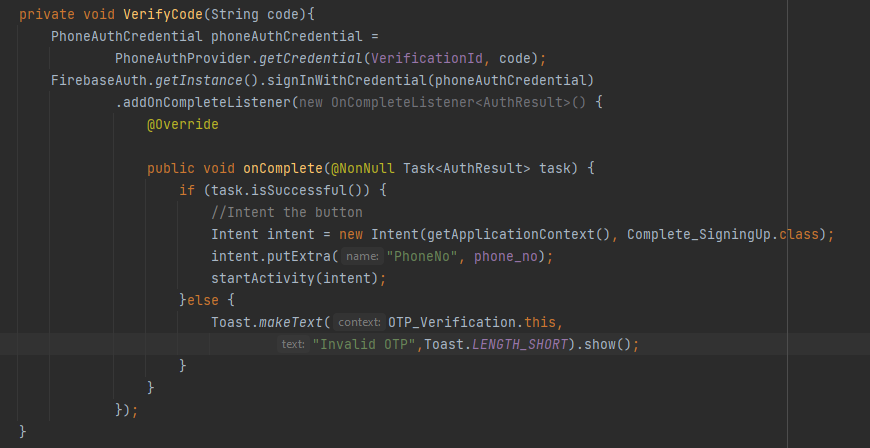 private void VerifyCode(String code){
PhoneAuthCredential phoneAuthCredential =
PhoneAuthProvider.getCredential(VerificationId, code);
FirebaseAuth.getInstance().signInWithCredential(phoneAuthCredential)
.addOnCompleteListener(new OnCompleteListener<AuthResult>() {
@Override
public void onComplete(@NonNull Task<AuthResult> task) {
if (task.isSuccessful()) {
//Intent the button
Intent intent = new Intent(getApplicationContext(), Complete_SigningUp.class);
intent.putExtra( name: "PhoneNo", phone_no);
startActivity(intent);
}else {
Toast.makeText( context: OTP_Verification.this,
text: "Invalid OTP",Toast.LENGTH_SHORT).show();
}
}
});
}